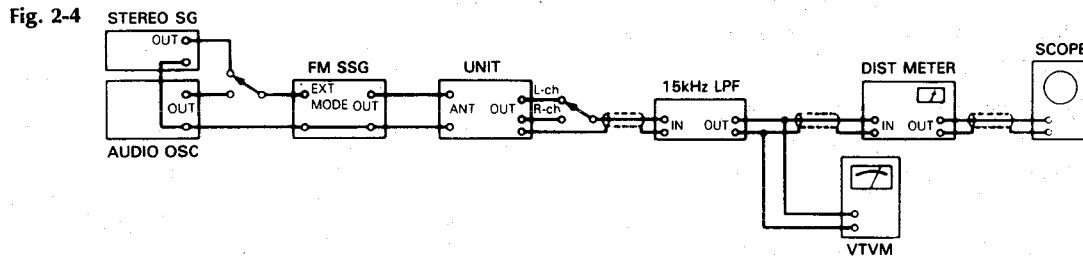 Fig. 2-4
STEREO SG
OUT
AUDIO OSC
OUT
FM SSG
EXT
MODE OUT
UNIT
ANT OUT
L-ch
R-ch
15kHz LPF
IN OUT
VTVM
DIST METER
IN OUT
SCOPE